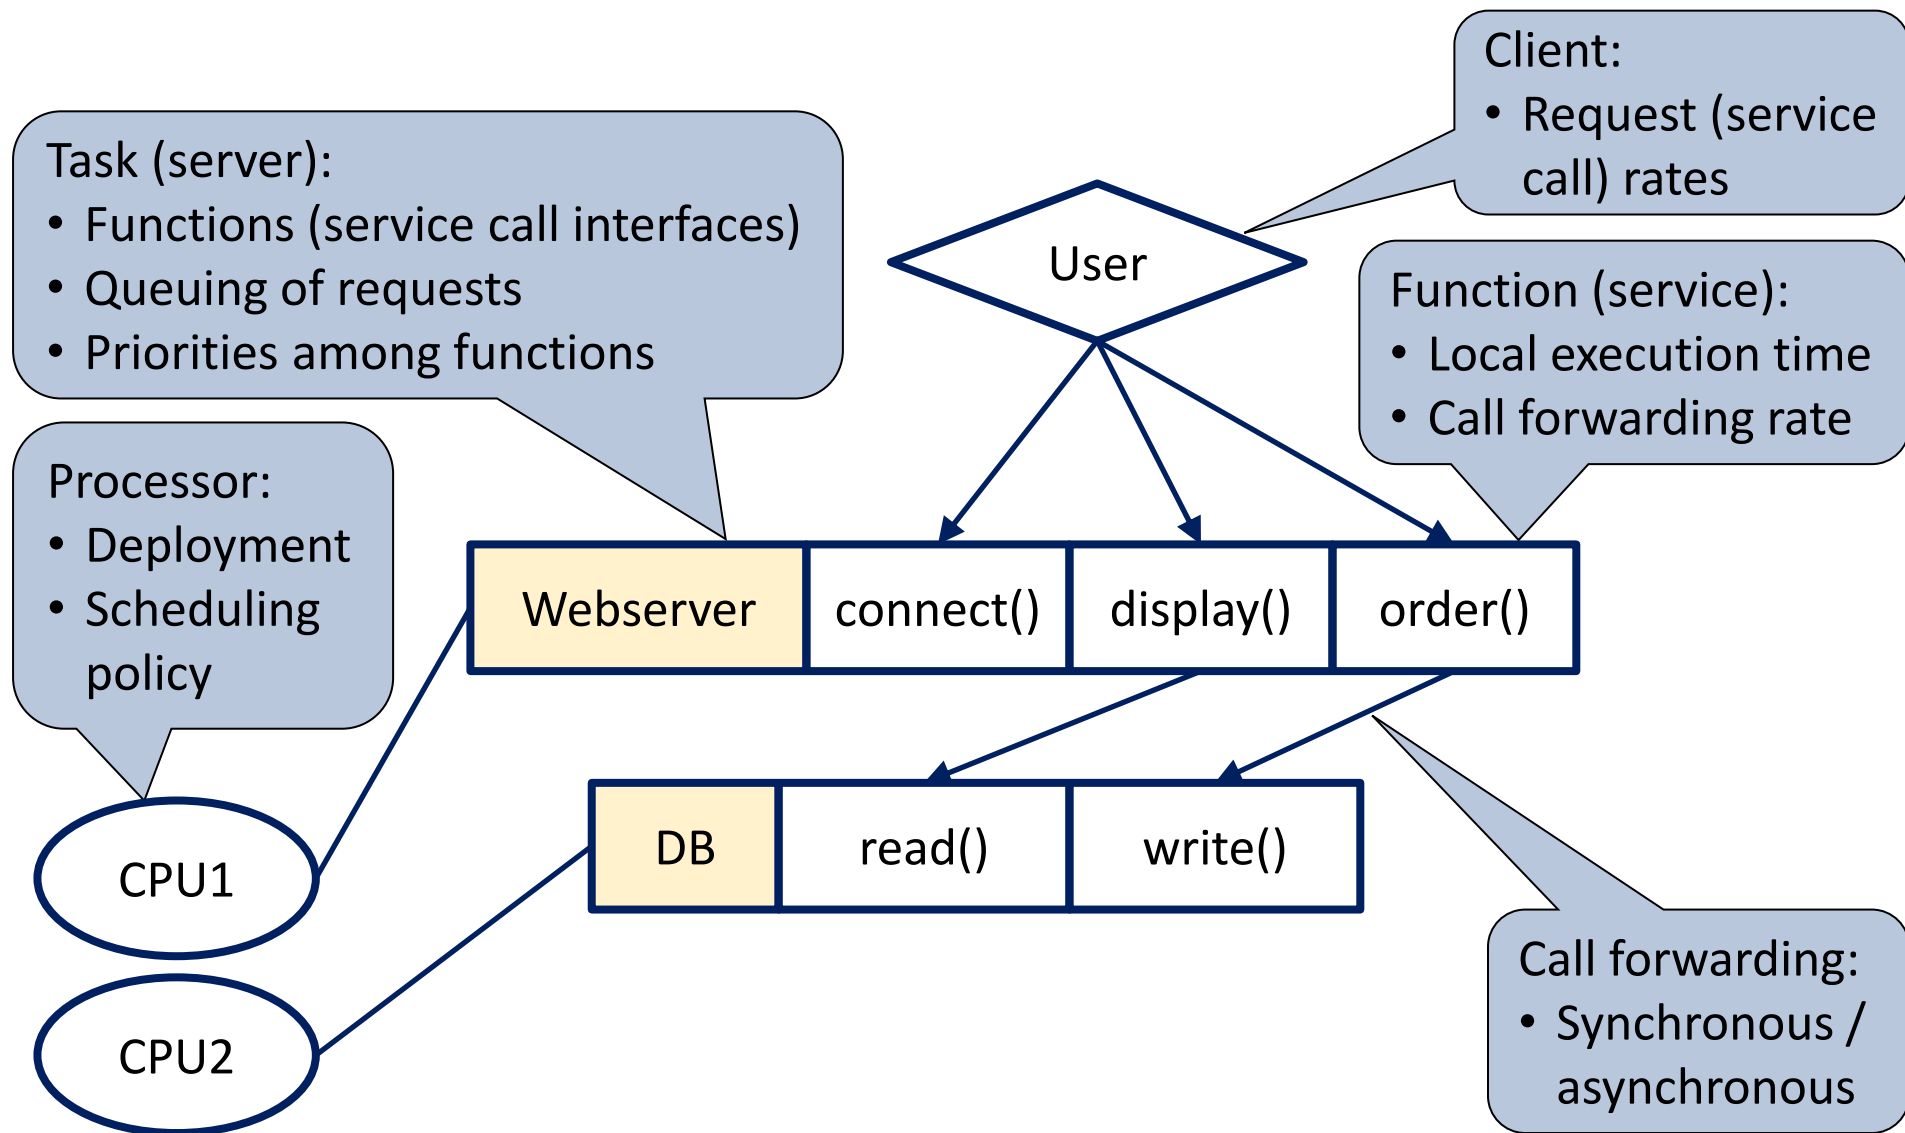 Client:
• Request (service
call) rates
Task (server):
• Functions (service call interfaces)
• Queuing of requests
• Priorities among functions
User
Function (service):
• Local execution time
• Call forwarding rate
Processor:
• Deployment
• Scheduling
policy
Webserver
connect()
display()
order()
DB
read()
write()
CPU1
CPU2
Call forwarding:
• Synchronous /
asynchronous